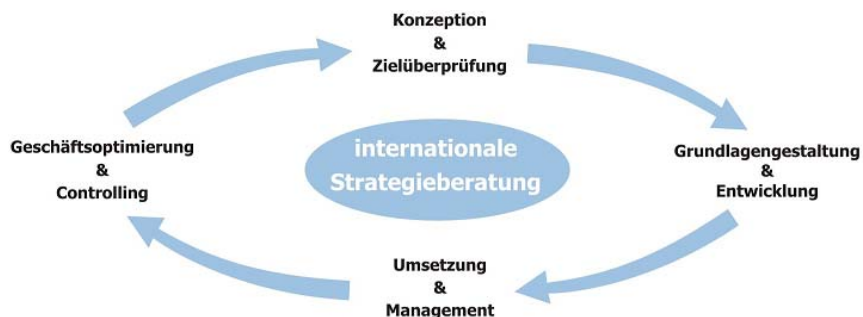 Konzeption
&
Zielüberprüfung
Geschäftsoptimierung
&
Controlling
internationale
Strategieberatung
Grundlagengestaltung
&
Entwicklung
Umsetzung
&
Management